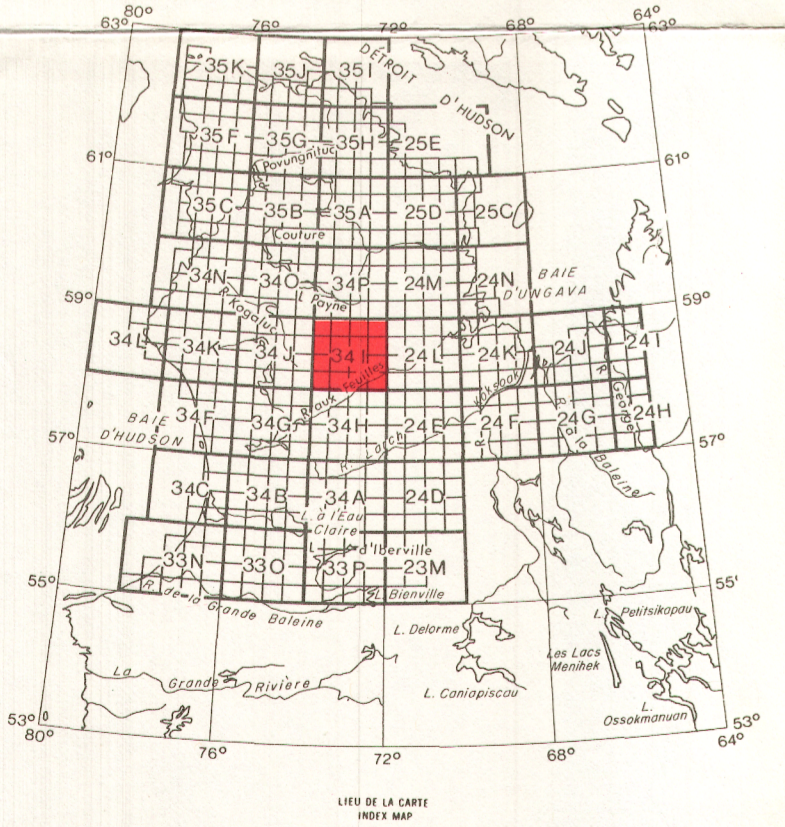 80° 76° 72° 68° 64°
63° 63°
35K 35J 35I DÉTROIT
D'HUDSON
35F 35G 35H 25E
Povungnituc
61° 61°
35C 35B 35A 25D 25C
Couture
34N 34O 34P 24M 24N BAIE
D'UNGAVA
L. Payne
R. Kogaluc
59° 59°
34L 34K 34J 34I 24L 24K 24J 24I
R. aux Feuilles
Koksoak
R. George
34F 34G 34H 24E 24F 24G 24H
BAIE
D'HUDSON
R. Larch
R.
R. à la Baleine
57° 57°
34C 34B 34A 24D
L. à l'Eau
Claire
L. d'Iberville
33N 33O 33P 23M
55° 55'
L. Bienville
R. de la Grande Baleine
L. Petitsikapau
L. Delorme
Les Lacs
Menihek
La Grande Rivière
L. Caniapiscau
L.
Ossokmanuan
53° 53°
80° 76° 72° 68° 64°
LIEU DE LA CARTE
INDEX MAP